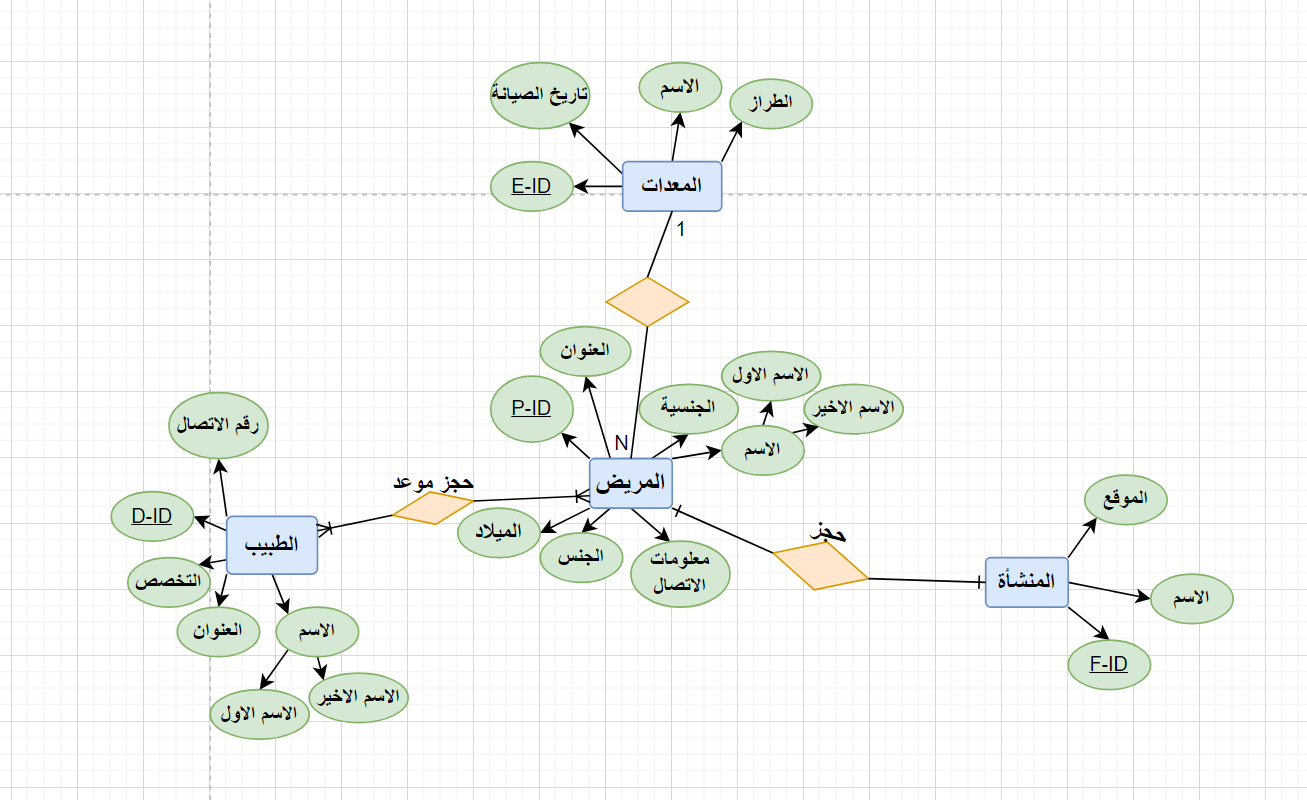 تاريخ الصيانة
الاسم
الطراز
E-ID
المعدات
1
العنوان
P-ID
الجنسية
الاسم الاول
الاسم الاخير
الاسم
N
المريض
الميلاد
الجنس
معلومات
الاتصال
رقم الاتصال
حجز موعد
D-ID
الطبيب
التخصص
العنوان
الاسم
الاسم الاول
الاسم الاخير
حجز
الموقع
المنشأة
الاسم
F-ID